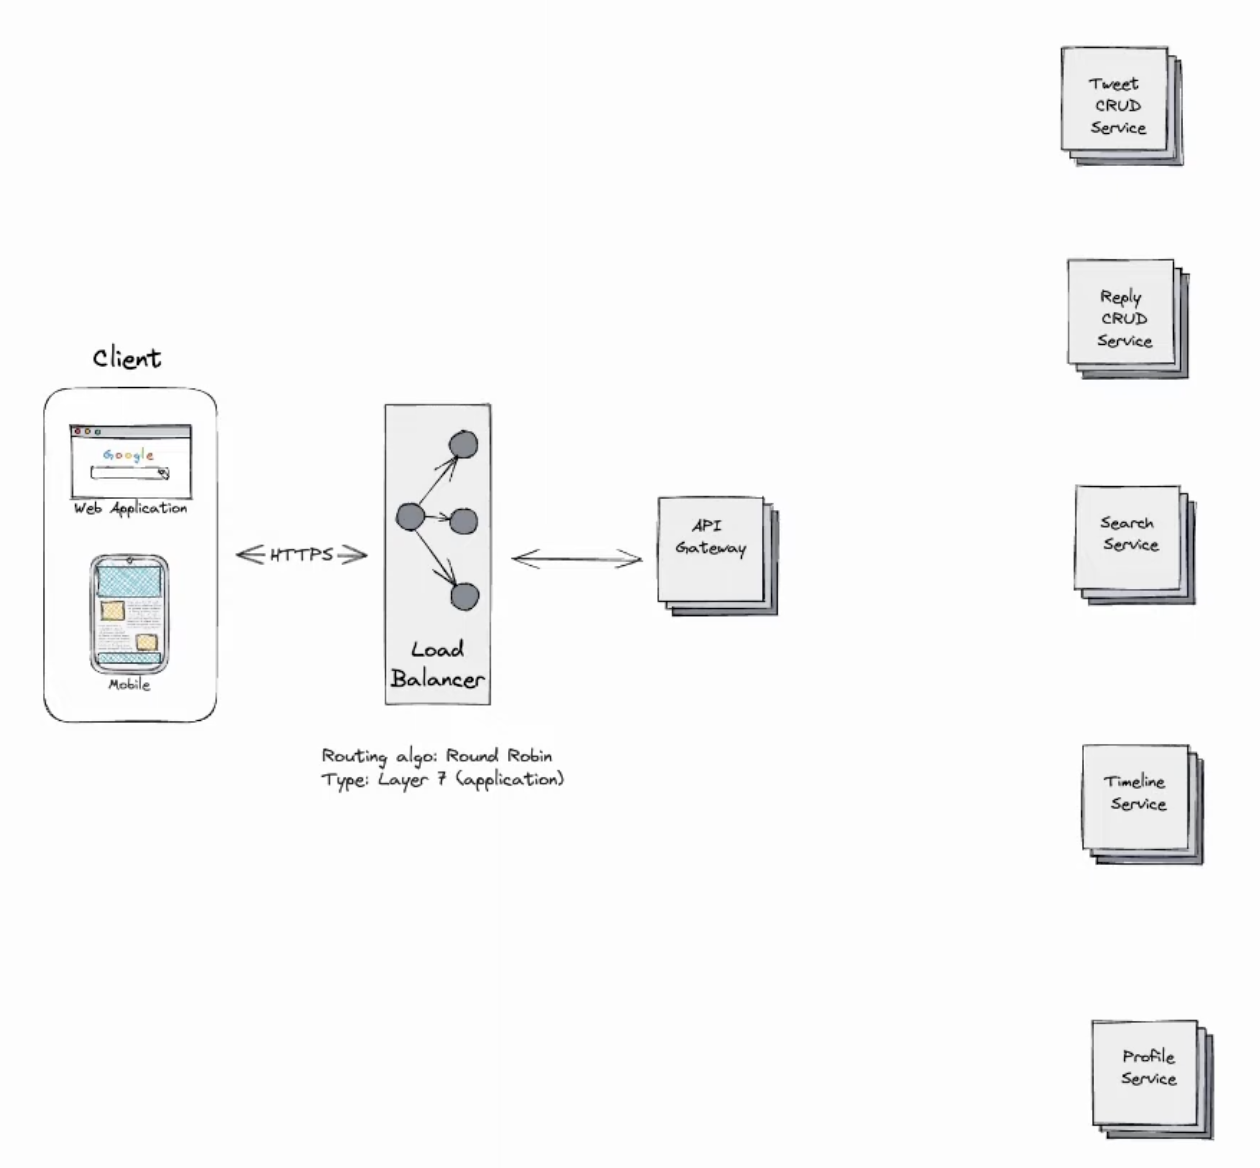 Tweet
CRUD
Service
Reply
CRUD
Service
Client
Google
Web Application
HTTPS
API
Gateway
Search
Service
Load
Balancer
Mobile
Routing algo: Round Robin
Type: Layer 7 (application)
Timeline
Service
Profile
Service